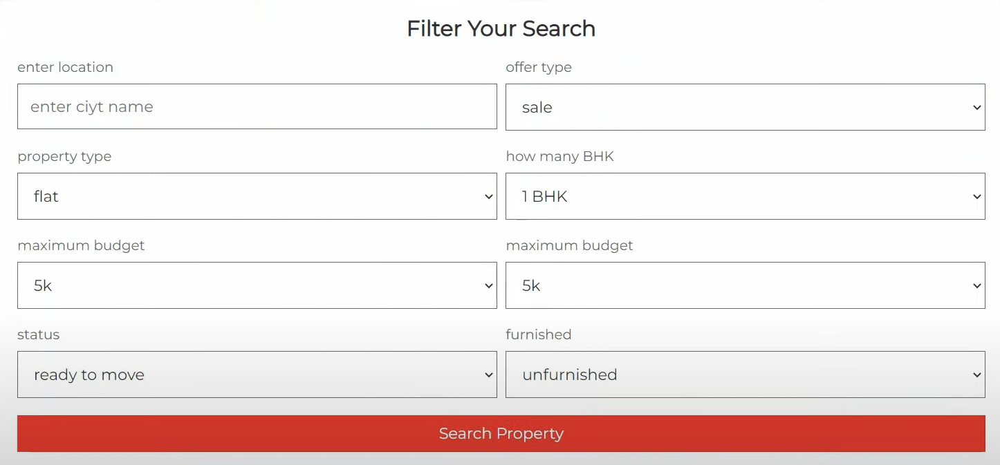 Filter Your Search
enter location
offer type
enter ciyt name
sale
property type
how many BHK
flat
1 BHK
maximum budget
maximum budget
5k
5k
status
furnished
ready to move
unfurnished
Search Property